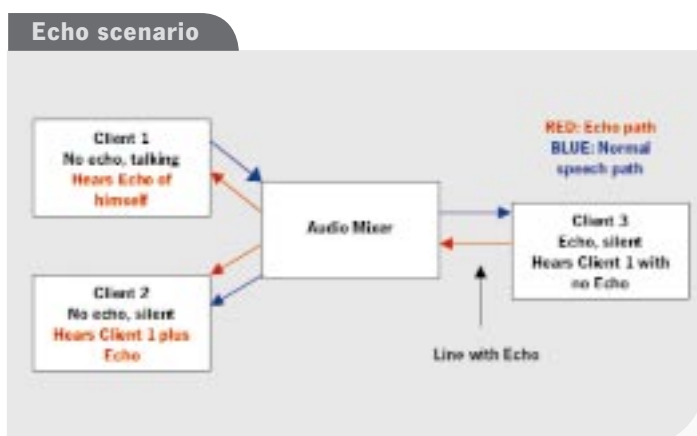 Echo scenario
Client 1
No echo, talking
Hears Echo of
himself
RED: Echo path
BLUE: Normal
speech path
Audio Mixer
Client 3
Echo, silent
Hears Client 1 with
no Echo
Client 2
No echo, silent
Hears Client 1 plus
Echo
Line with Echo